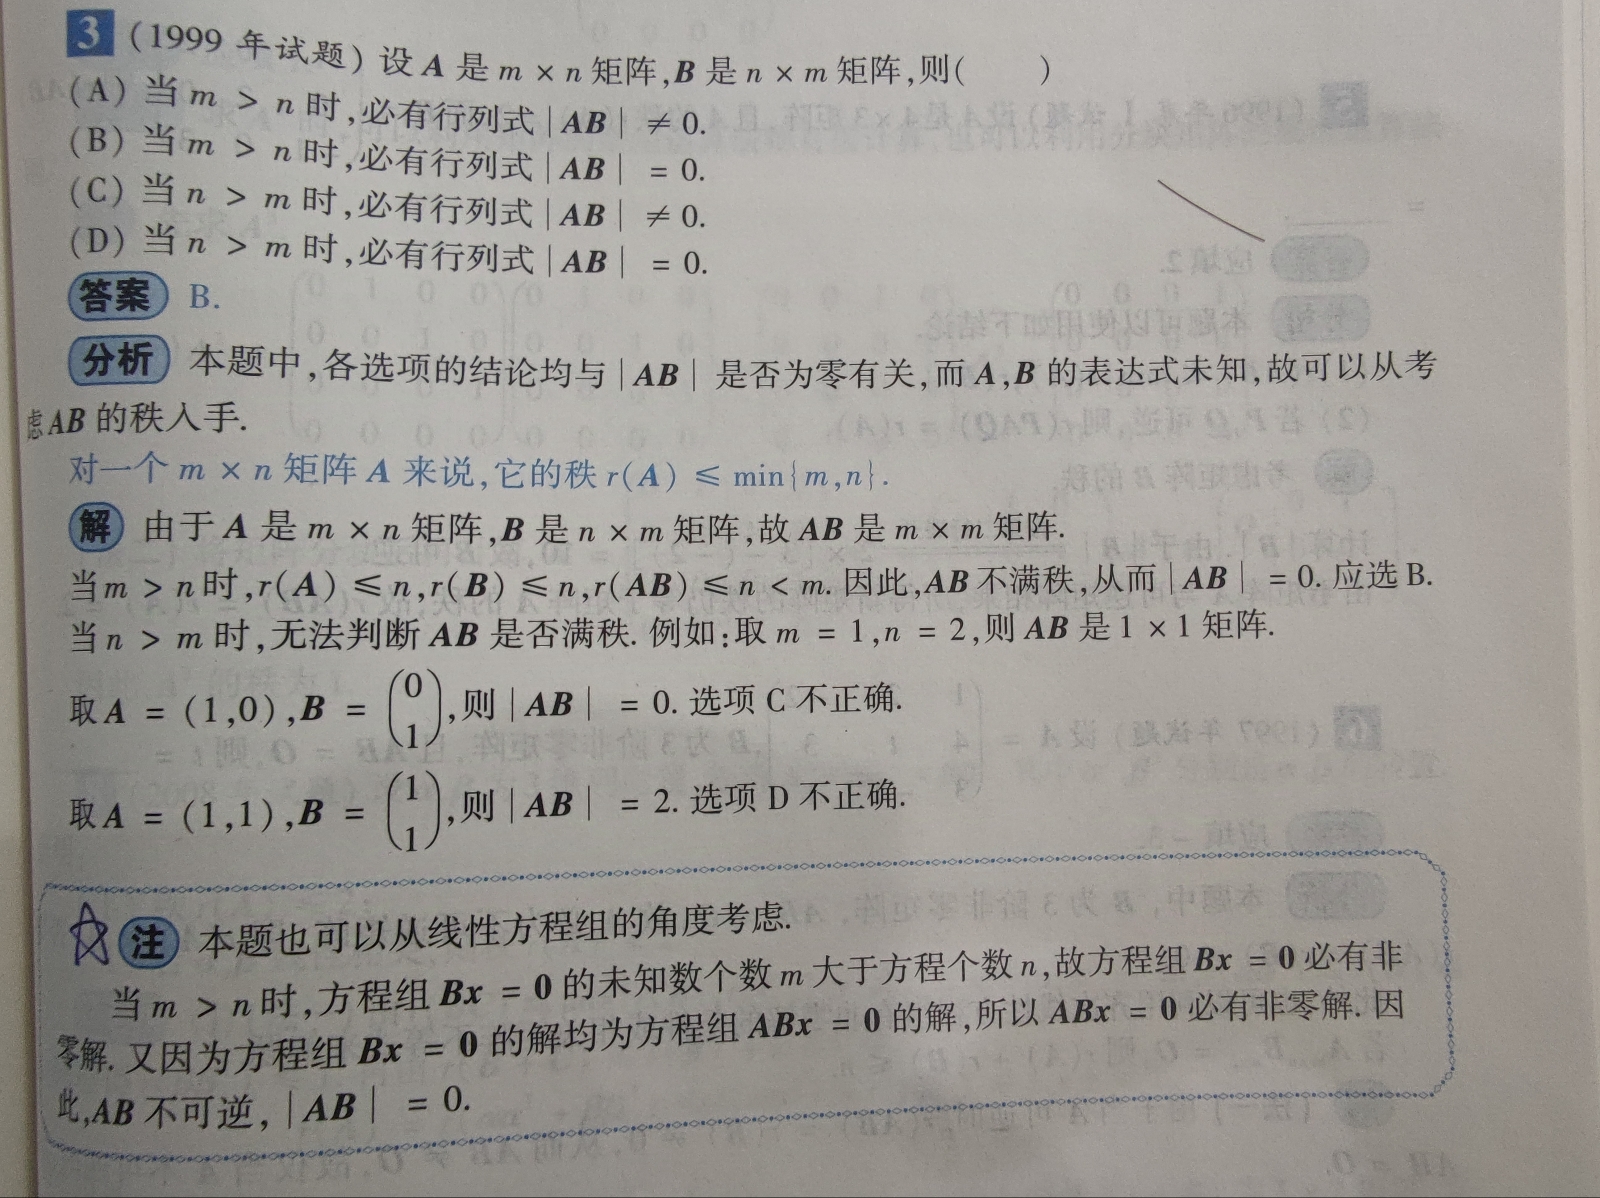 3 (1999 年试题) 设 A 是 m × n 矩阵,B 是 n × m 矩阵,则(　　)
(A) 当 m > n 时,必有行列式 | AB | ≠ 0.
(B) 当 m > n 时,必有行列式 | AB | = 0.
(C) 当 n > m 时,必有行列式 | AB | ≠ 0.
(D) 当 n > m 时,必有行列式 | AB | = 0.
答案 B.
分析 本题中,各选项的结论均与 | AB | 是否为零有关,而 A,B 的表达式未知,故可以从考
虑 AB 的秩入手.
对一个 m × n 矩阵 A 来说,它的秩 r(A) ≤ min{m,n}.
解 由于 A 是 m × n 矩阵,B 是 n × m 矩阵,故 AB 是 m × m 矩阵.
当 m > n 时,r(A) ≤ n,r(B) ≤ n,r(AB) ≤ n < m. 因此,AB 不满秩,从而 | AB | = 0. 应选 B.
当 n > m 时,无法判断 AB 是否满秩. 例如:取 m = 1,n = 2,则 AB 是 1 × 1 矩阵.
取 A = (1,0),B = (0 1),则 | AB | = 0. 选项 C 不正确.
取 A = (1,1),B = (1 1),则 | AB | = 2. 选项 D 不正确.
注 本题也可以从线性方程组的角度考虑.
当 m > n 时,方程组 Bx = 0 的未知数个数 m 大于方程个数 n,故方程组 Bx = 0 必有非
零解. 又因为方程组 Bx = 0 的解均为方程组 ABx = 0 的解,所以 ABx = 0 必有非零解. 因
此,AB 不可逆, | AB | = 0.